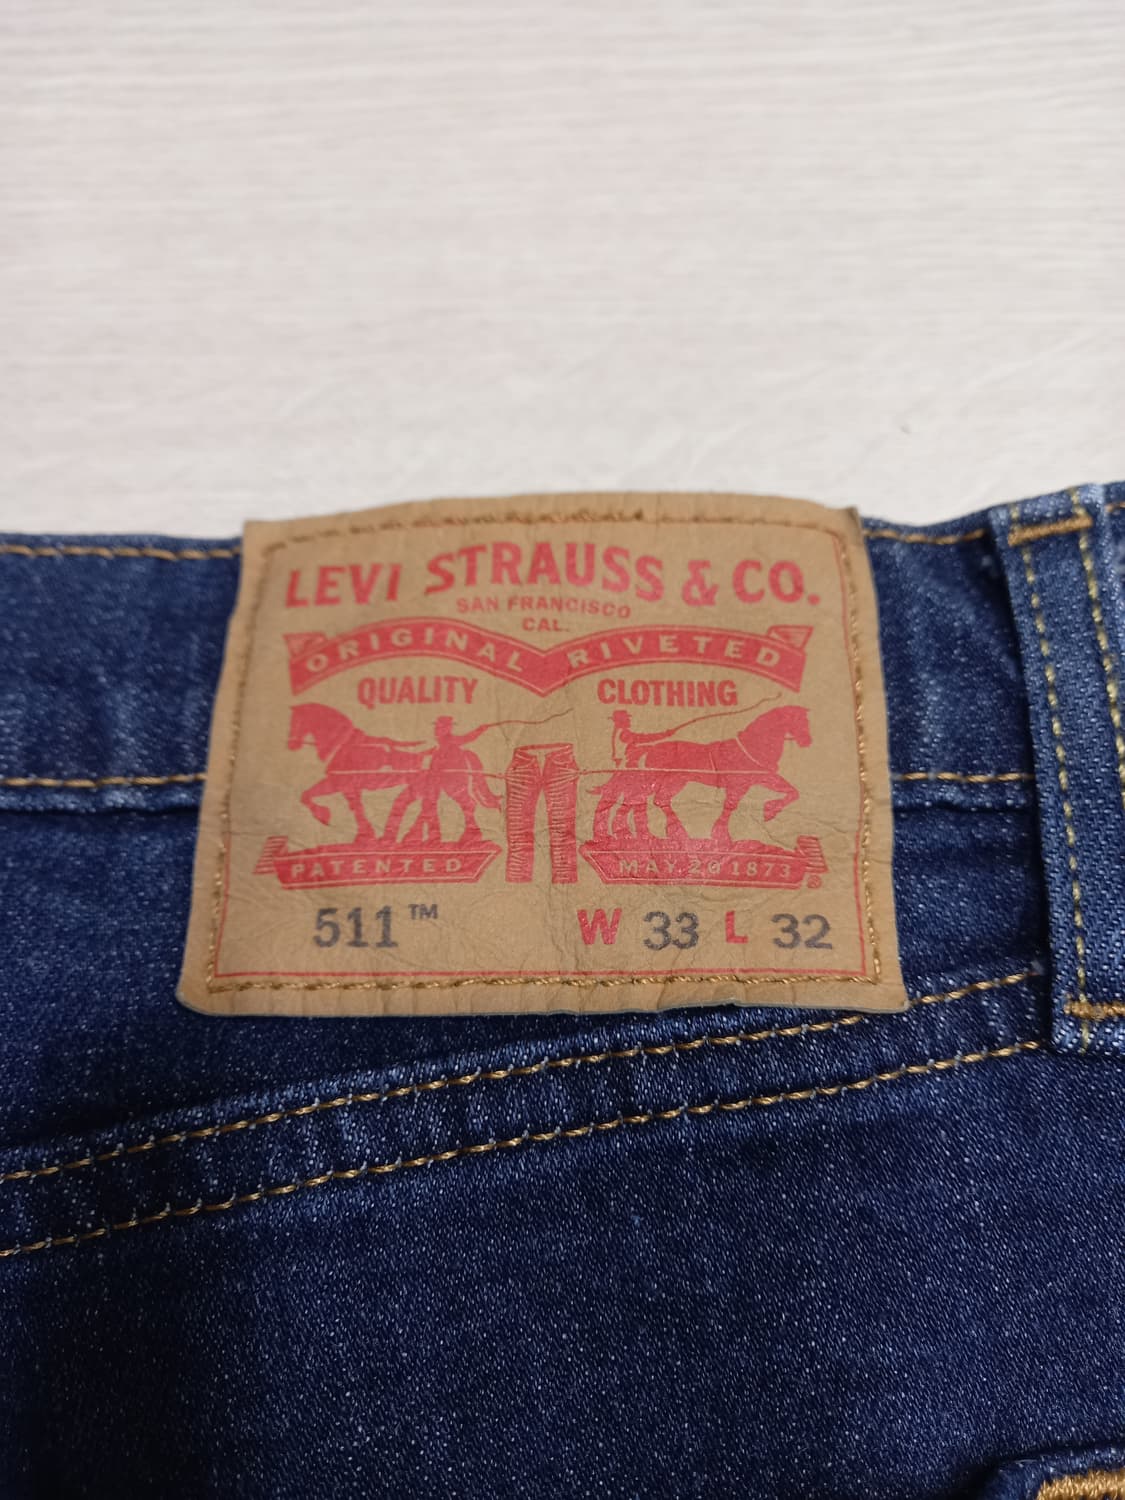 LEVI STRAUSS & CO.
SAN FRANCISCO
CAL.
ORIGINAL RIVETED
QUALITY CLOTHING
PATENTED MAY 20 1873 ®
511™ W 33 L 32